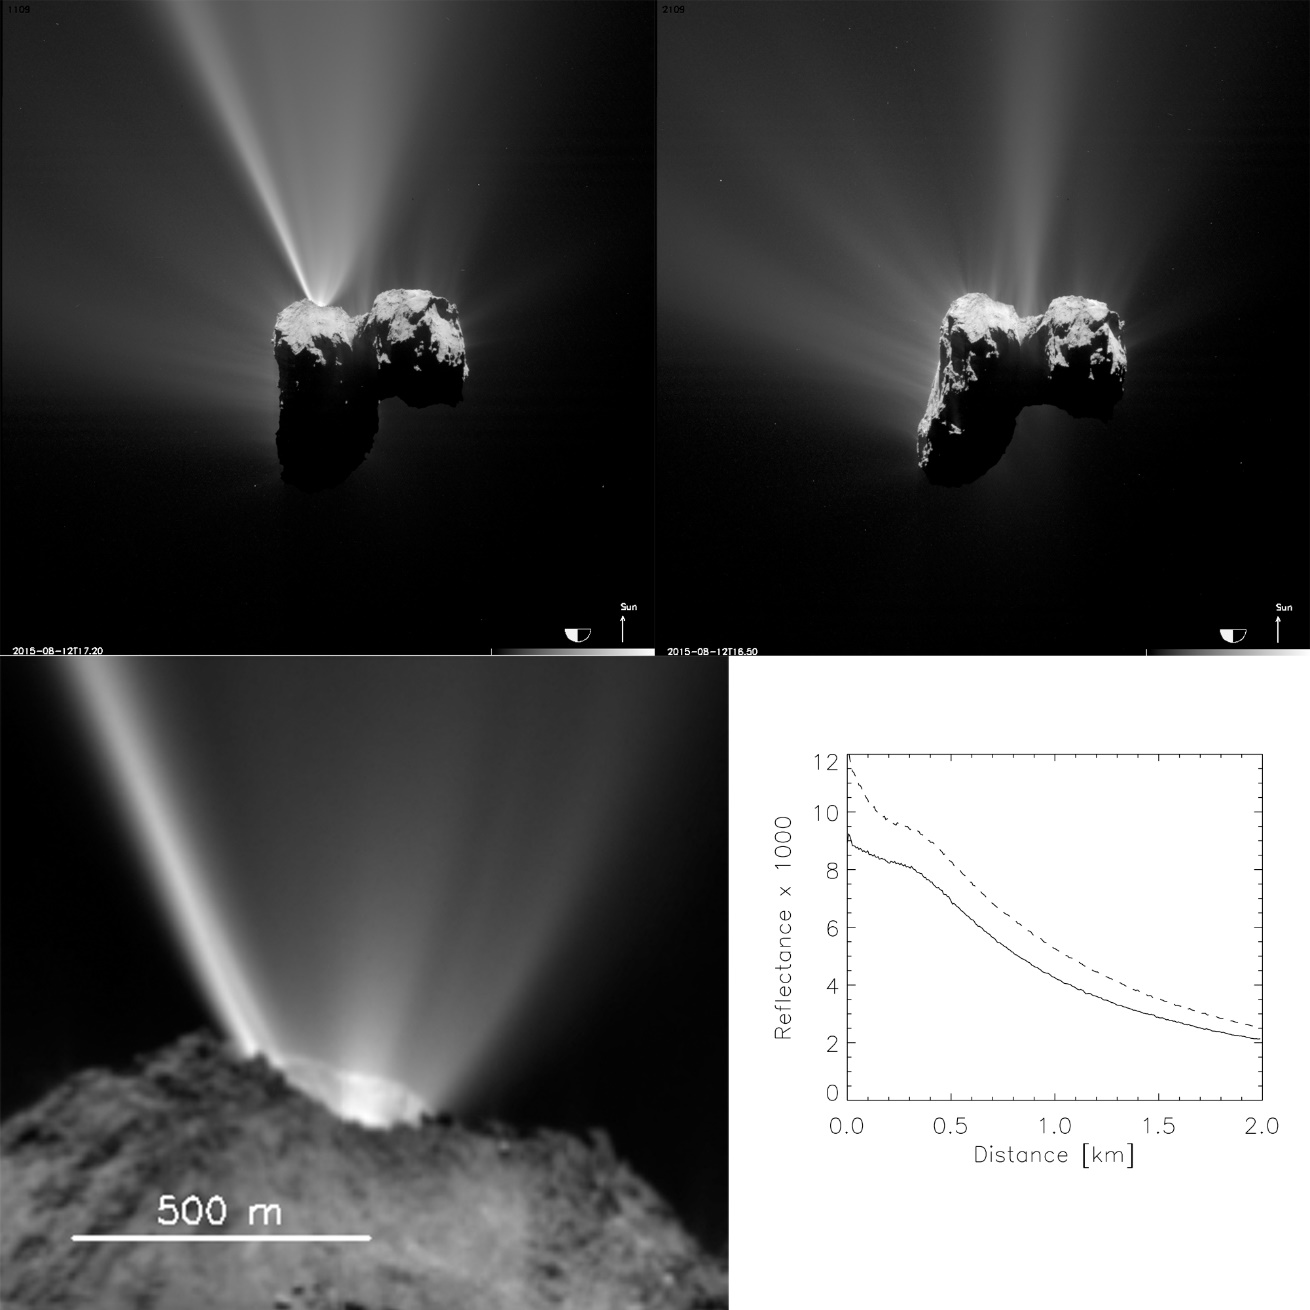 1109
2109
Sun
Sun
2015-08-12T17.20
2015-08-12T16.50
500 m
12
10
8
6
4
2
0
Reflectance x 1000
0.0 0.5 1.0 1.5 2.0
Distance [km]